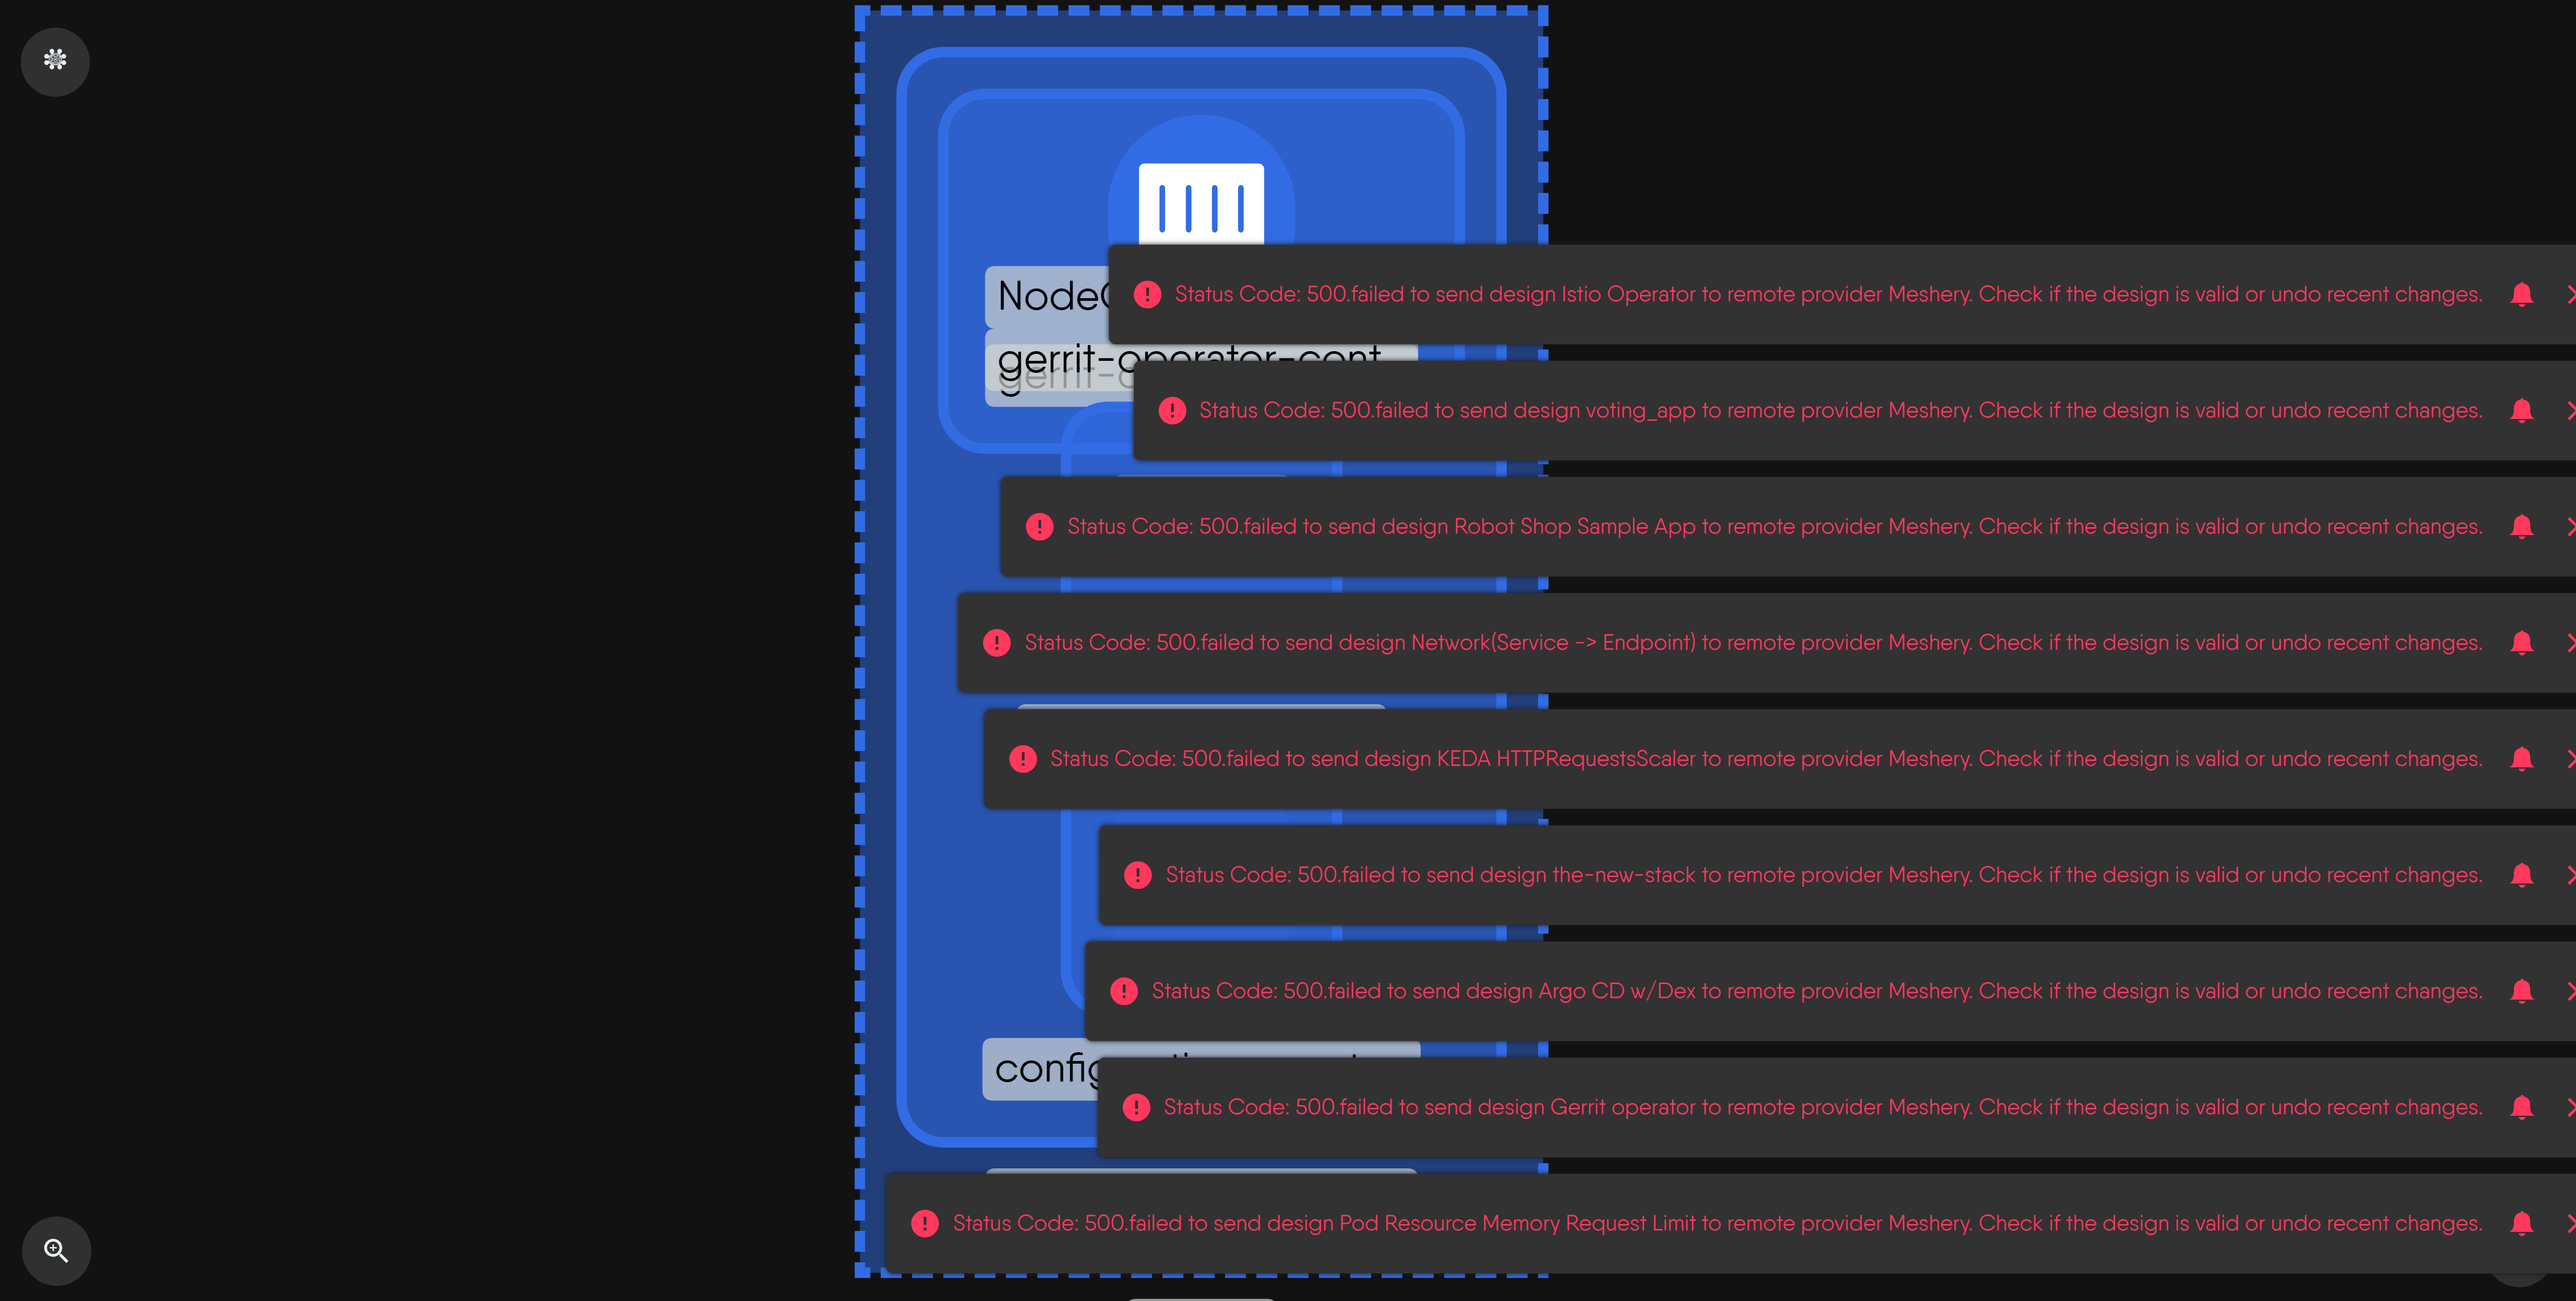 Status Code: 500.failed to send design Istio Operator to remote provider Meshery. Check if the design is valid or undo recent changes.
gerrit-operator-cont
Status Code: 500.failed to send design voting_app to remote provider Meshery. Check if the design is valid or undo recent changes.
Status Code: 500.failed to send design Robot Shop Sample App to remote provider Meshery. Check if the design is valid or undo recent changes.
Status Code: 500.failed to send design Network(Service -> Endpoint) to remote provider Meshery. Check if the design is valid or undo recent changes.
Status Code: 500.failed to send design KEDA HTTPRequestsScaler to remote provider Meshery. Check if the design is valid or undo recent changes.
Status Code: 500.failed to send design the-new-stack to remote provider Meshery. Check if the design is valid or undo recent changes.
Status Code: 500.failed to send design Argo CD w/Dex to remote provider Meshery. Check if the design is valid or undo recent changes.
Status Code: 500.failed to send design Gerrit operator to remote provider Meshery. Check if the design is valid or undo recent changes.
Status Code: 500.failed to send design Pod Resource Memory Request Limit to remote provider Meshery. Check if the design is valid or undo recent changes.